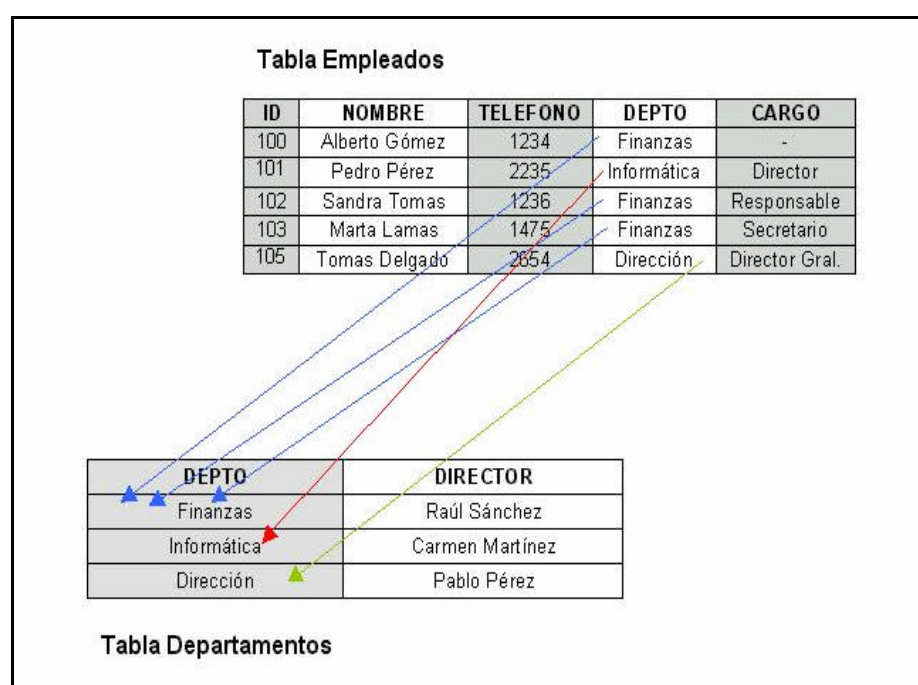 Tabla Empleados
ID NOMBRE TELEFONO DEPTO CARGO
100 Alberto Gómez 1234 Finanzas -
101 Pedro Pérez 2235 Informática Director
102 Sandra Tomas 1236 Finanzas Responsable
103 Marta Lamas 1475 Finanzas Secretario
105 Tomas Delgado 2654 Dirección Director Gral.
DEPTO DIRECTOR
Finanzas Raúl Sánchez
Informática Carmen Martínez
Dirección Pablo Pérez
Tabla Departamentos